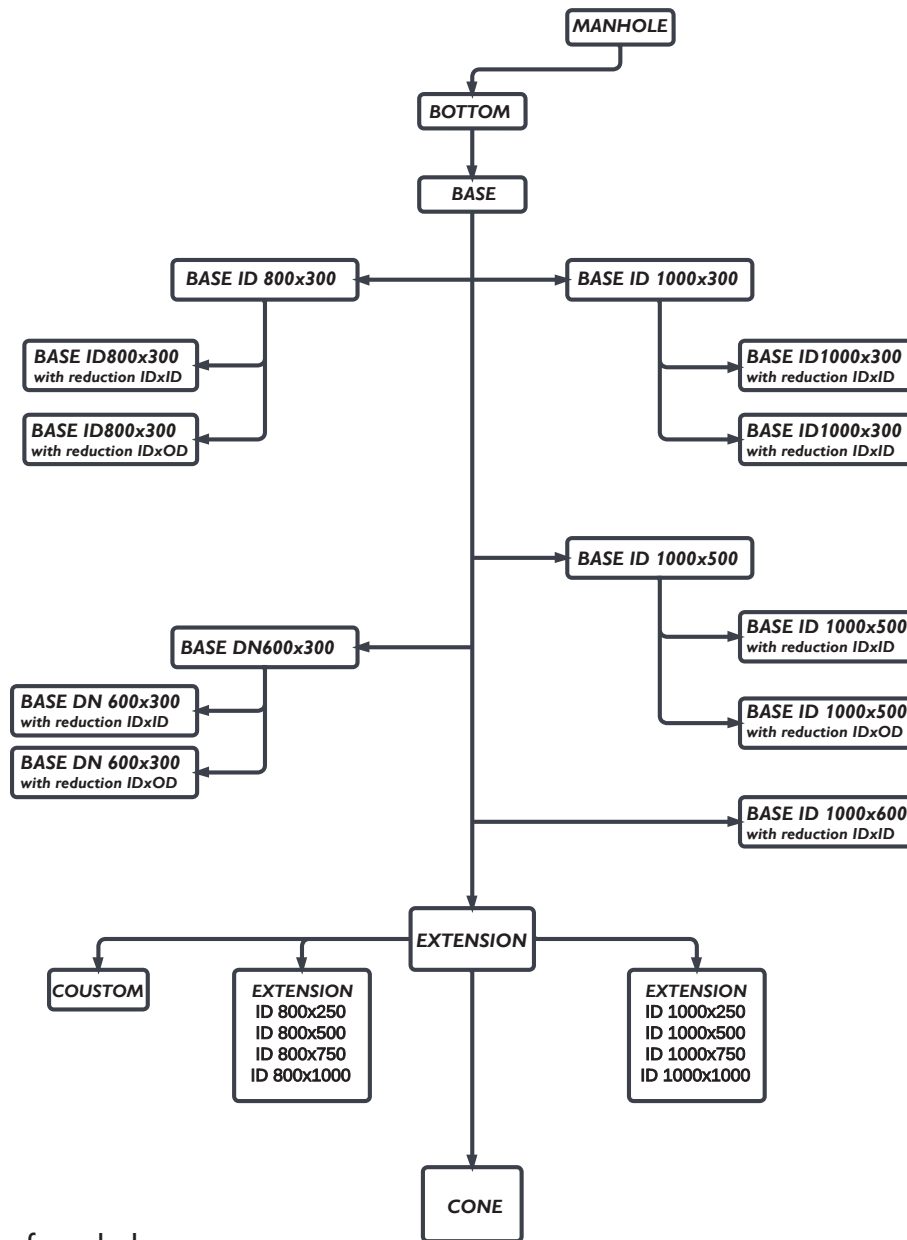 MANHOLE
BOTTOM
BASE
BASE ID 800x300
BASE ID 1000x300
BASE ID800x300
with reduction IDxID
BASE ID1000x300
with reduction IDxID
BASE ID800x300
with reduction IDxOD
BASE ID1000x300
with reduction IDxID
BASE ID 1000x500
BASE DN600x300
BASE ID 1000x500
with reduction IDxID
BASE DN 600x300
with reduction IDxID
BASE ID 1000x500
with reduction IDxOD
BASE DN 600x300
with reduction IDxOD
BASE ID 1000x600
with reduction IDxID
EXTENSION
COUSTOM
EXTENSION
ID 800x250
ID 800x500
ID 800x750
ID 800x1000
EXTENSION
ID 1000x250
ID 1000x500
ID 1000x750
ID 1000x1000
CONE